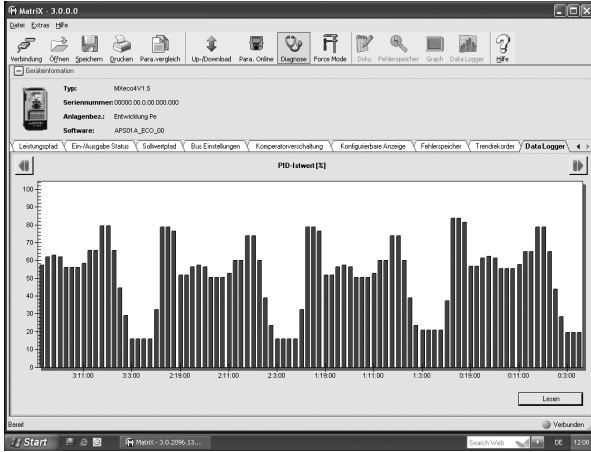 MatriX - 3.0.0.0
Datei Extras Hilfe
Verbindung Öffnen Speichern Drucken Para.vergleich Up-/Download Para. Online Diagnose Force Mode Doku Fehlerspeicher Graph Data Logger Hilfe
Geräteinformation
Typ: MXeco4V1.5
Seriennummer: 00000.00.0.00.000.000
Anlagenbez.: Entwicklung Pe
Software: APS01A_ECO_00
Leistungspfad Ein-/Ausgabe Status Sollwertpfad Bus Einstellungen Komperatorverschaltung Konfigurierbare Anzeige Fehlerspeicher Trendrekorder Data Logger
PID-Istwert [%]
100
90
80
70
60
50
40
30
20
10
0
3:11:00 3:3:00 2:19:00 2:11:00 2:3:00 1:19:00 1:11:00 1:3:00 0:19:00 0:11:00 0:3:00
Lesen
Bereit Verbunden
Start MatriX - 3.0.2096.13... Search Web DE 12:00